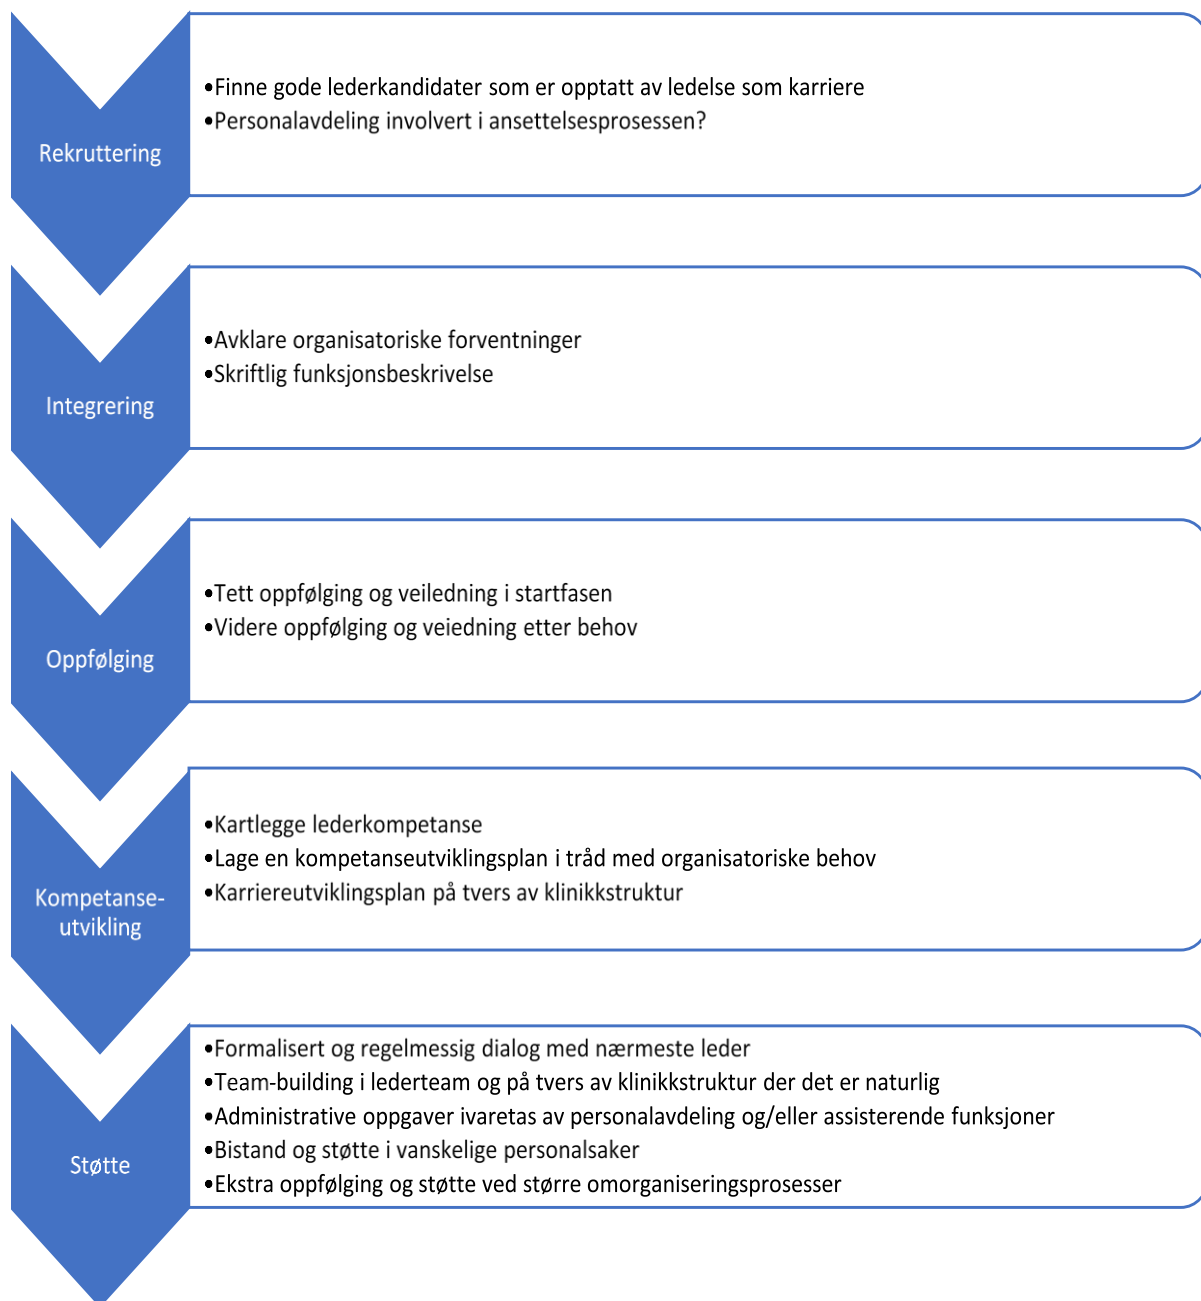 Rekruttering
•Finne gode lederkandidater som er opptatt av ledelse som karriere
•Personalavdeling involvert i ansettelsesprosessen?
Integrering
•Avklare organisatoriske forventninger
•Skriftlig funksjonsbeskrivelse
Oppfølging
•Tett oppfølging og veiledning i startfasen
•Videre oppfølging og veiedning etter behov
Kompetanse-
utvikling
•Kartlegge lederkompetanse
•Lage en kompetanseutviklingsplan i tråd med organisatoriske behov
•Karriereutviklingsplan på tvers av klinikkstruktur
Støtte
•Formalisert og regelmessig dialog med nærmeste leder
•Team-building i lederteam og på tvers av klinikkstruktur der det er naturlig
•Administrative oppgaver ivaretas av personalavdeling og/eller assisterende funksjoner
•Bistand og støtte i vanskelige personalsaker
•Ekstra oppfølging og støtte ved større omorganiseringsprosesser